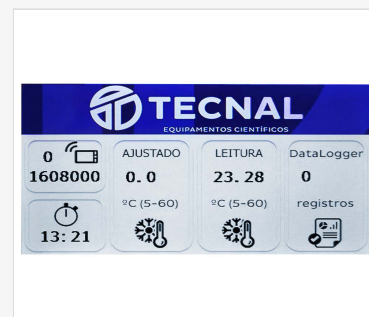 TECNAL
EQUIPAMENTOS CIENTÍFICOS
0
1608000
13:21
AJUSTADO
0.0
ºC (5-60)
LEITURA
23.28
ºC (5-60)
DataLogger
0
registros